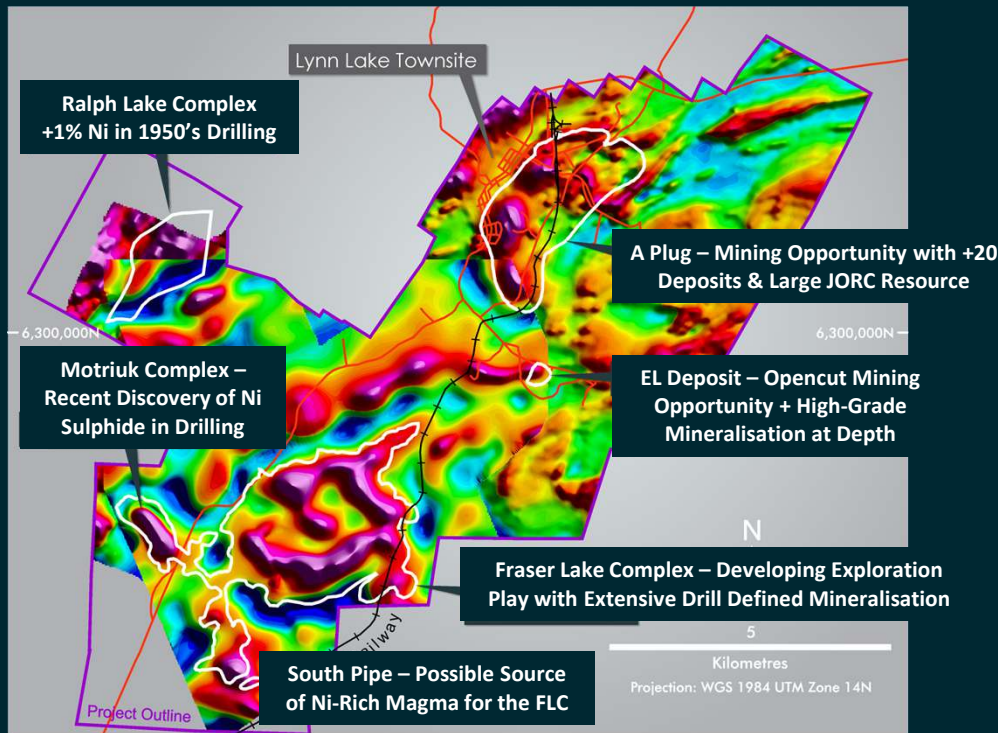 Lynn Lake Townsite
Ralph Lake Complex
+1% Ni in 1950's Drilling
A Plug – Mining Opportunity with +20
Deposits & Large JORC Resource
6,300,000N
6,300,000N
Motriuk Complex –
Recent Discovery of Ni
Sulphide in Drilling
EL Deposit – Opencut Mining
Opportunity + High-Grade
Mineralisation at Depth
N
Fraser Lake Complex – Developing Exploration
Play with Extensive Drill Defined Mineralisation
5
Kilometres
Projection: WGS 1984 UTM Zone 14N
South Pipe – Possible Source
of Ni-Rich Magma for the FLC
Project Outline